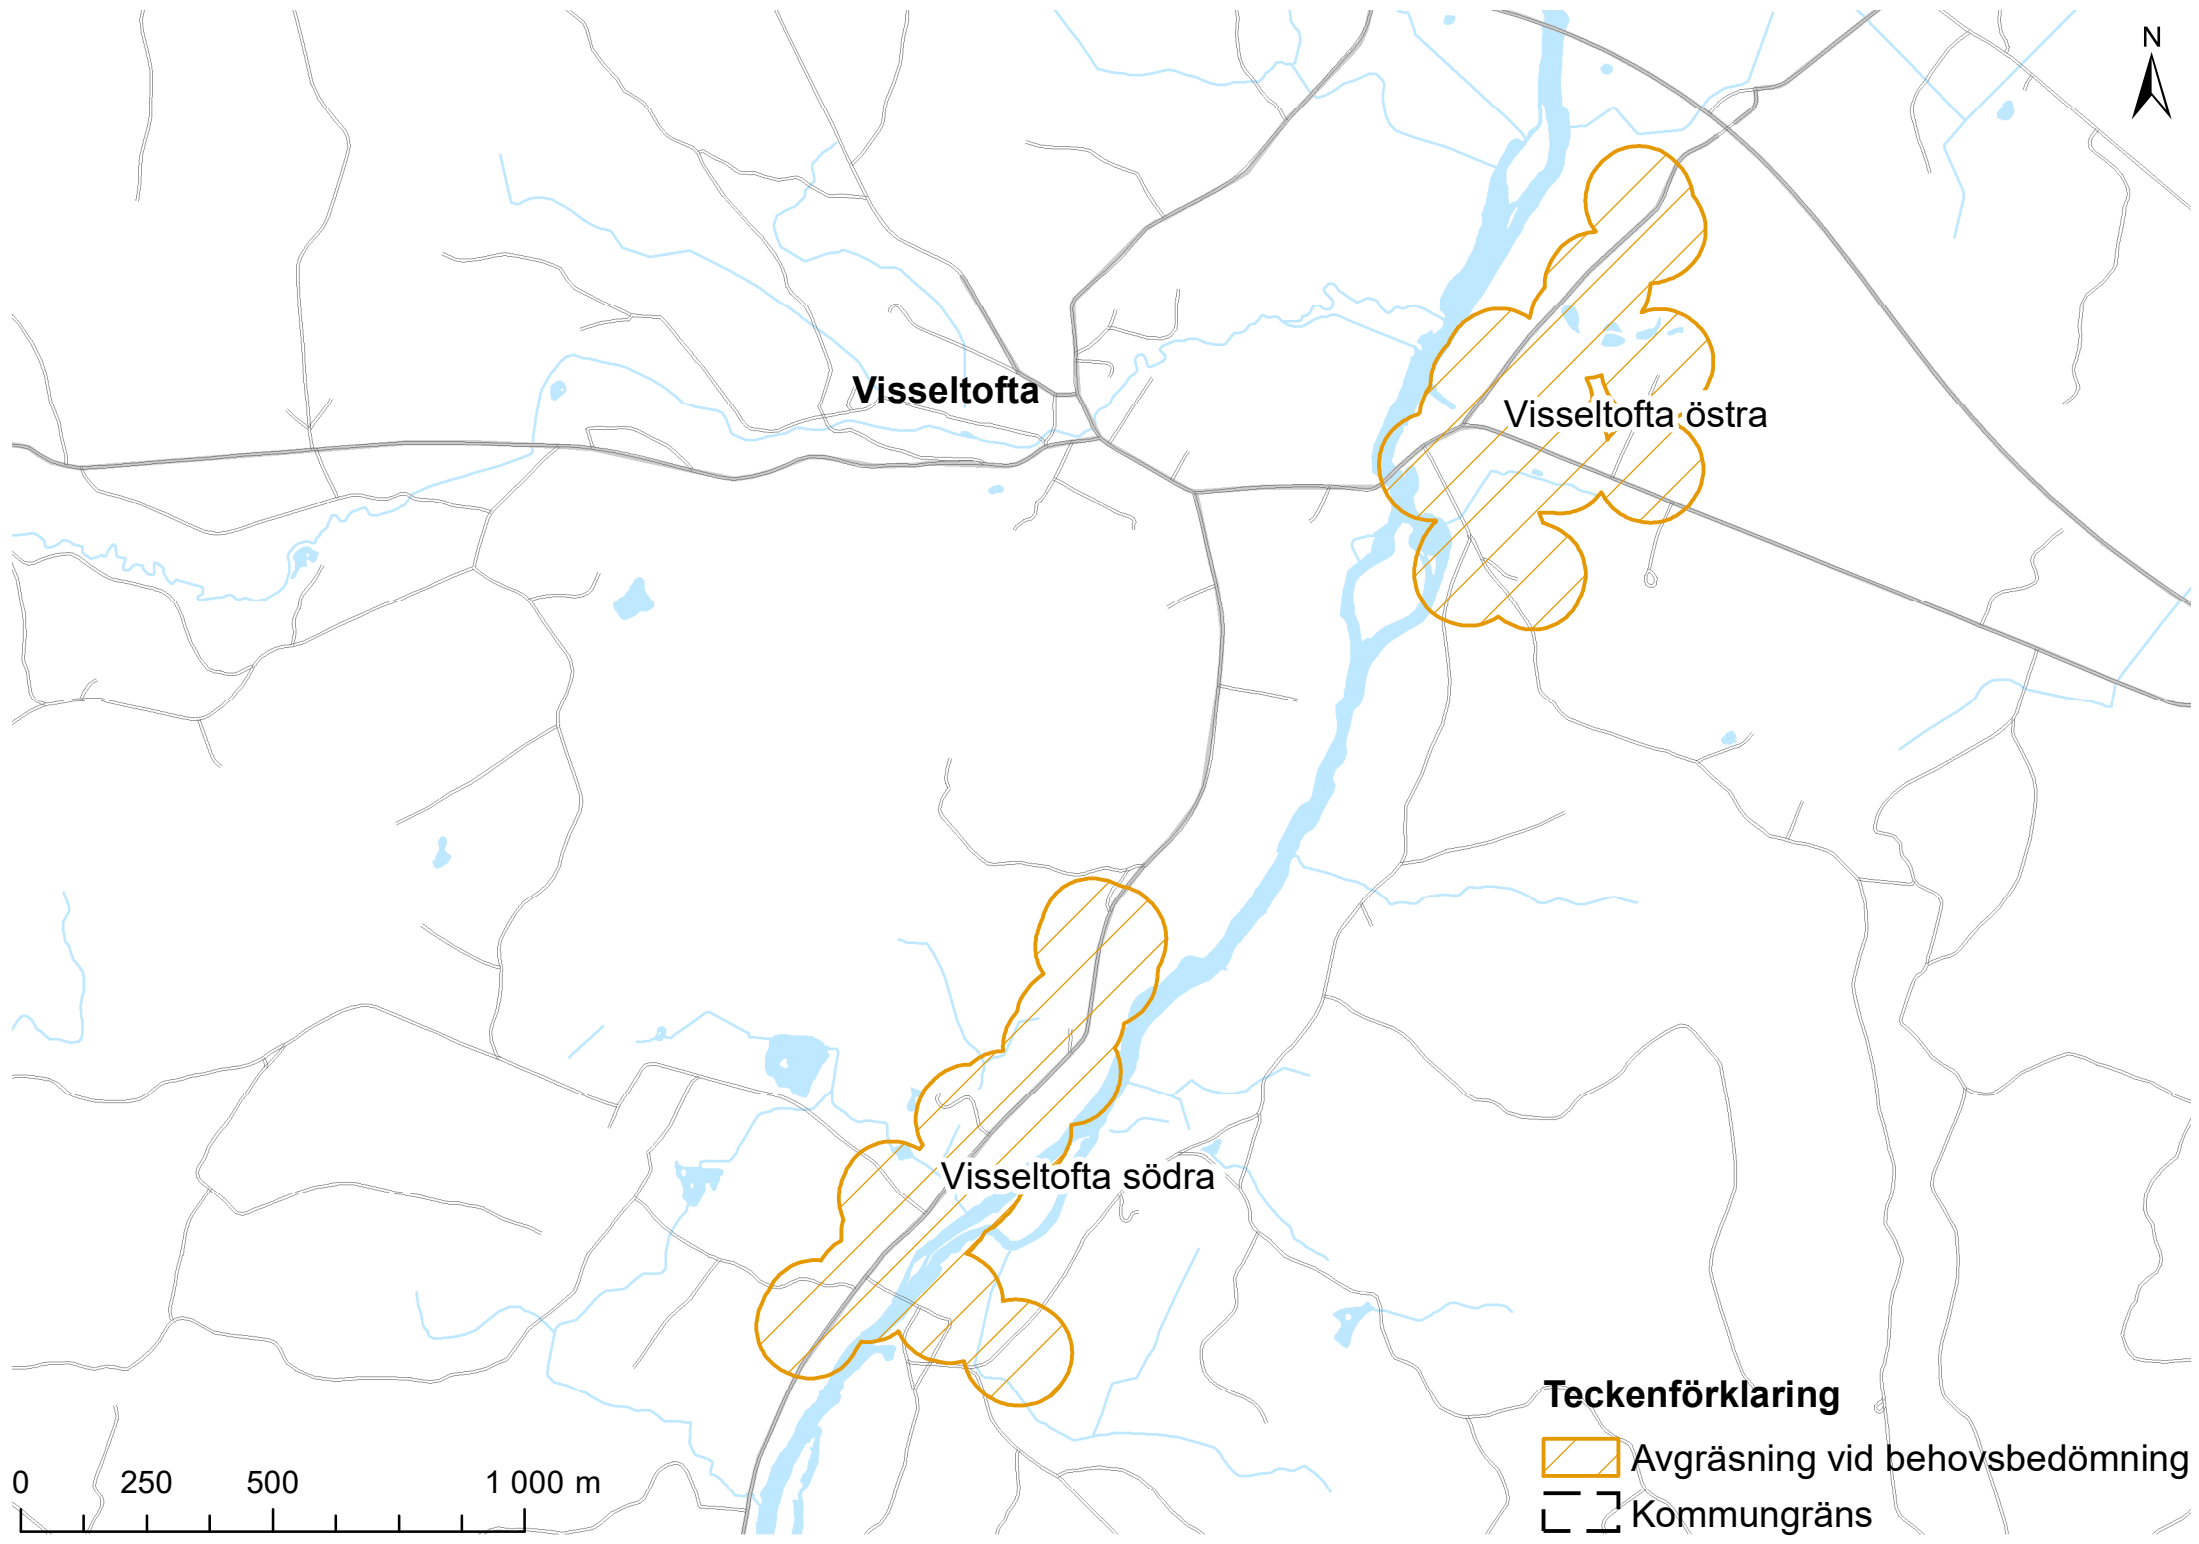 N
Visseltofta
Visseltofta östra
Visseltofta södra
Teckenförklaring
Avgräsning vid behovsbedömning
Kommungräns
0 250 500 1 000 m